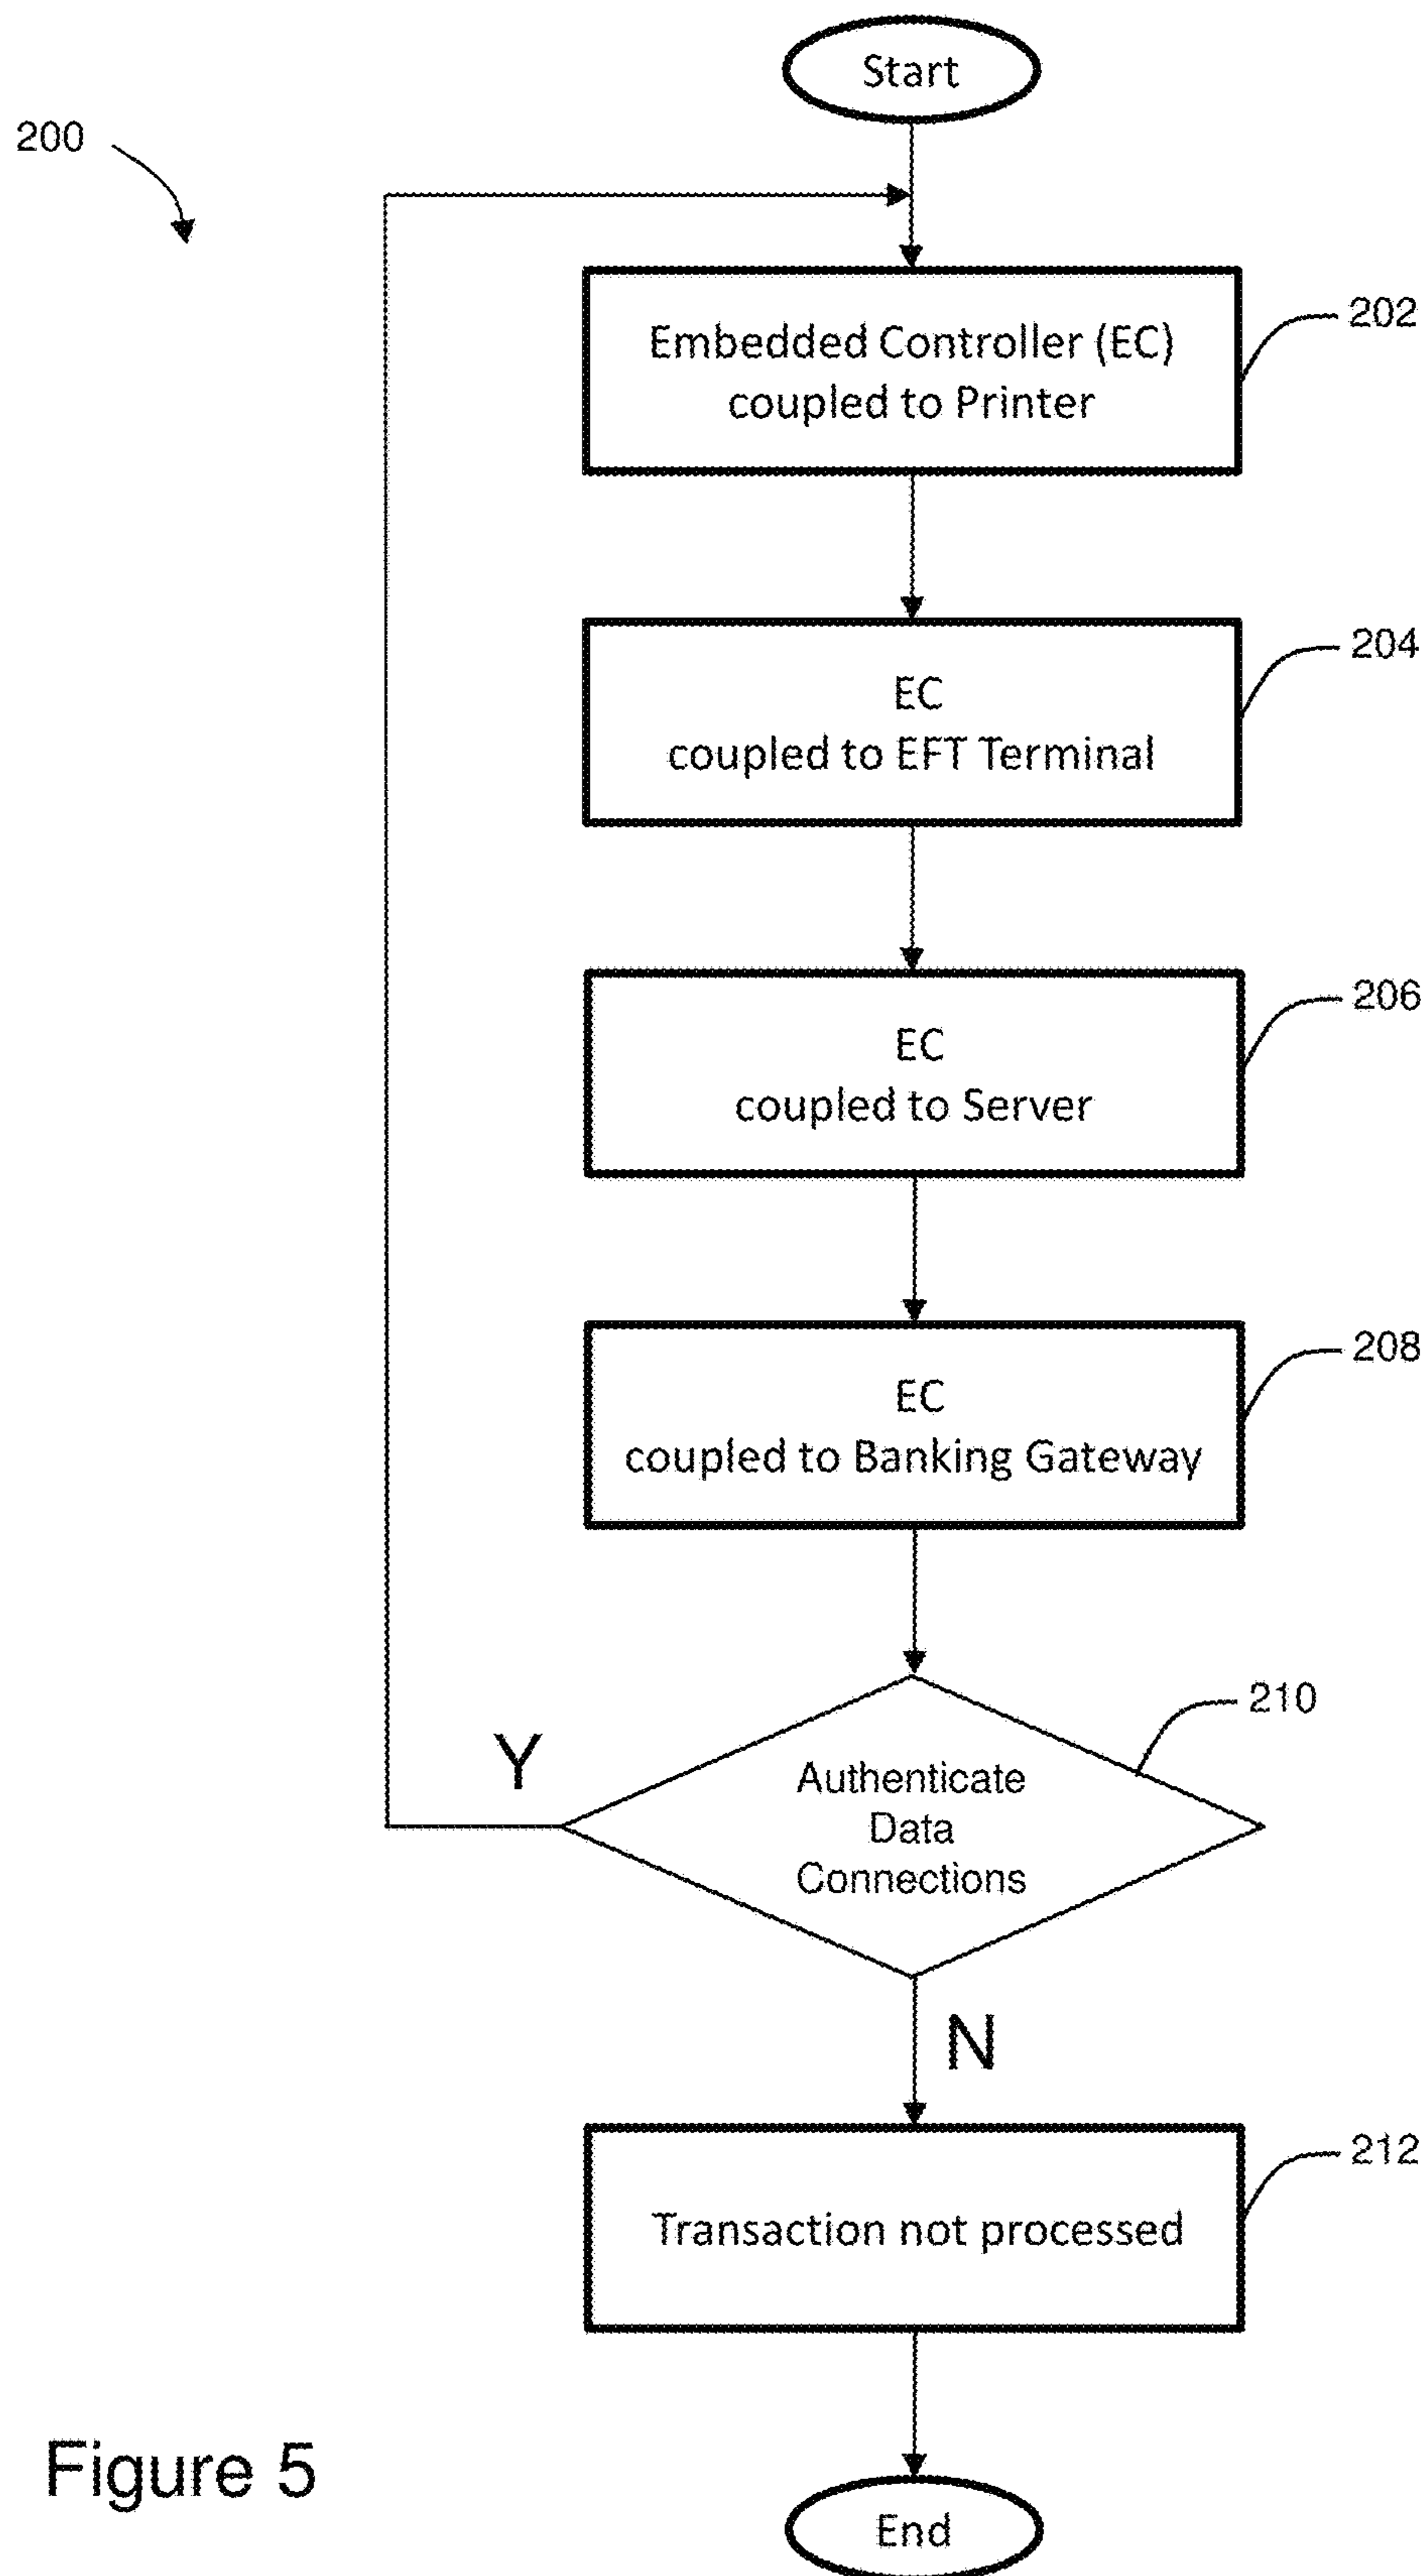 Start
200
Embedded Controller (EC)
coupled to Printer
202
EC
coupled to EFT Terminal
204
EC
coupled to Server
206
EC
coupled to Banking Gateway
208
Authenticate
Data
Connections
210
Y
N
Transaction not processed
212
End
Figure 5